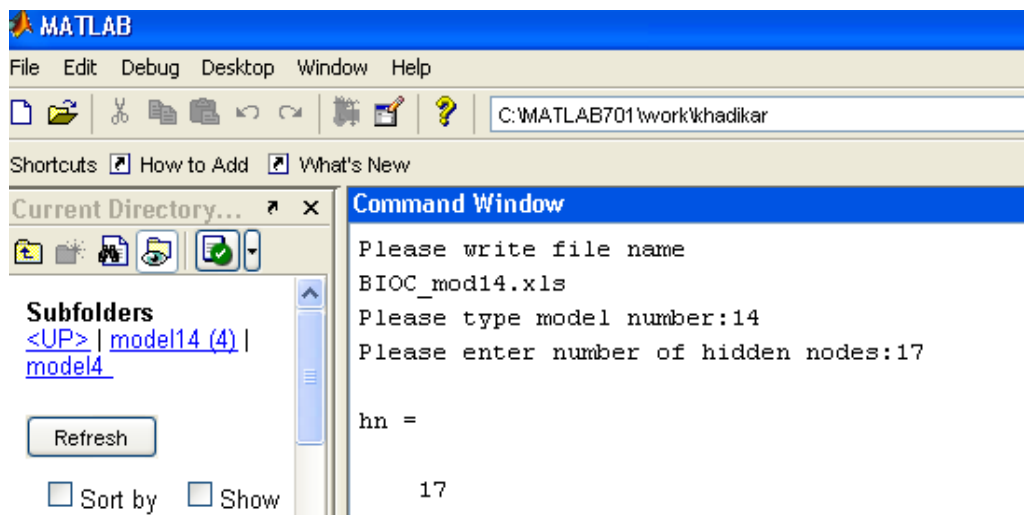 MATLAB
File Edit Debug Desktop Window Help
C:\MATLAB701\work\khadikar
Shortcuts How to Add What's New
Current Directory...
Subfolders
<UP> | model14 (4) |
model4
Refresh
Sort by Show
Command Window
Please write file name
BIOC_mod14.xls
Please type model number:14
Please enter number of hidden nodes:17
hn =
17